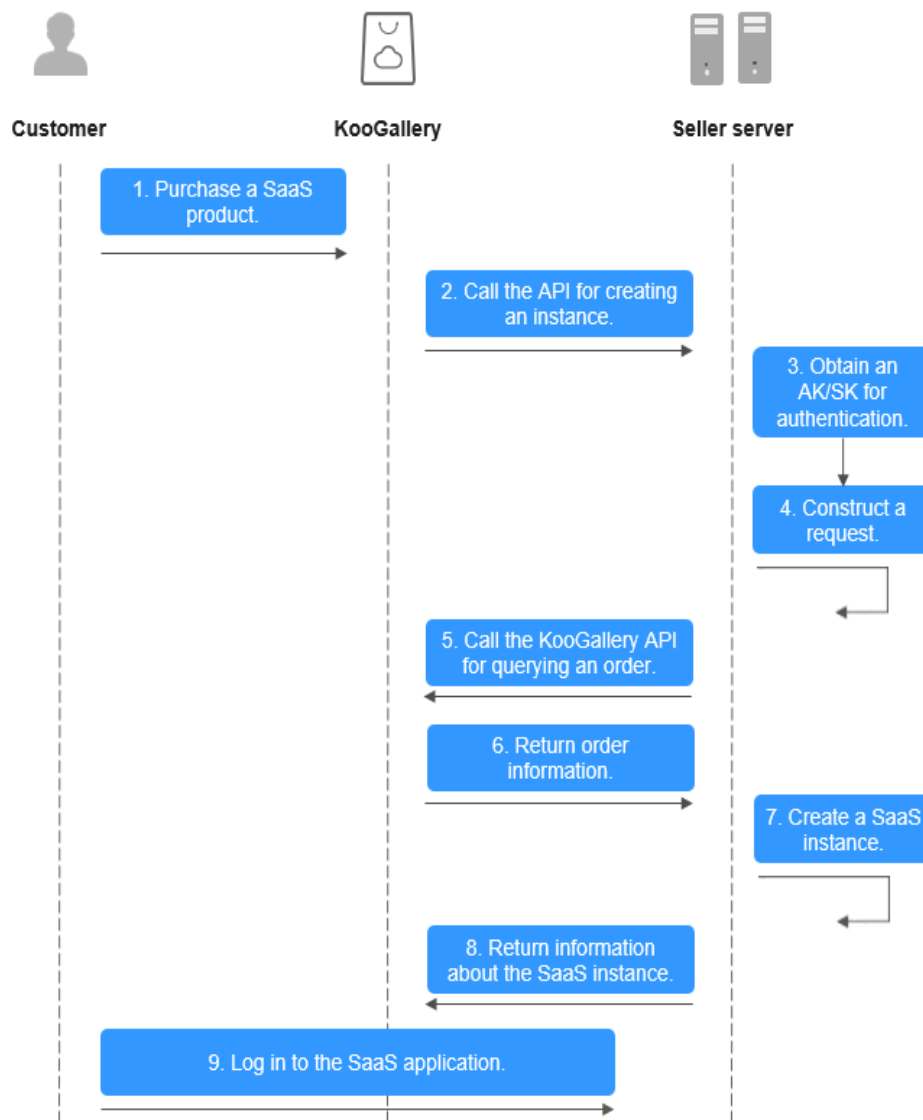 Customer
KooGallery
Seller server
1. Purchase a SaaS
product.
2. Call the API for creating
an instance.
3. Obtain an
AK/SK for
authentication.
4. Construct a
request.
5. Call the KooGallery API
for querying an order.
6. Return order
information.
7. Create a SaaS
instance.
8. Return information
about the SaaS instance.
9. Log in to the SaaS application.